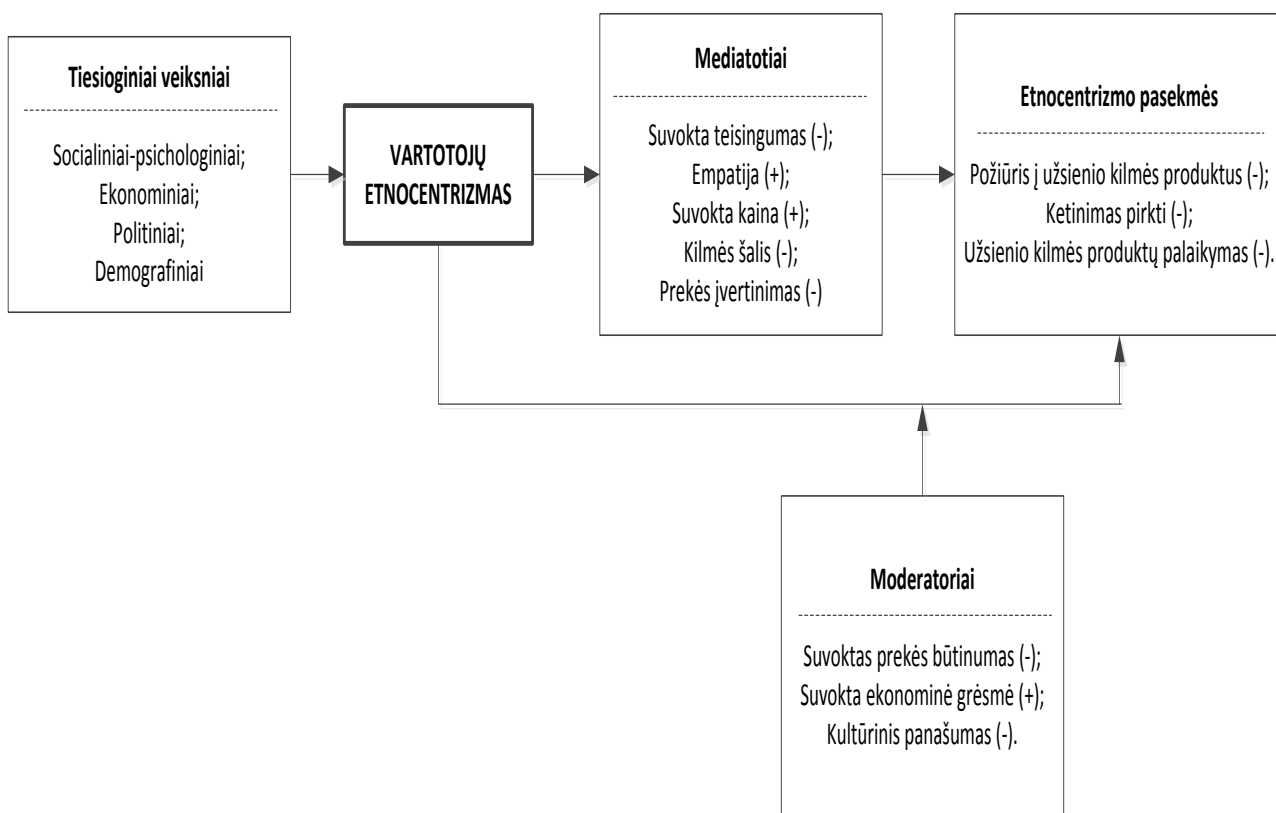 Tiesioginiai veiksniai
Socialiniai-psichologiniai;
Ekonominiai;
Politiniai;
Demografiniai
VARTOTOJŲ
ETNOCENTRIZMAS
Mediatotiai
Suvokta teisingumas (-);
Empatija (+);
Suvokta kaina (+);
Kilmės šalis (-);
Prekės įvertinimas (-)
Etnocentrizmo pasekmės
Požiūris į užsienio kilmės produktus (-);
Ketinimas pirkti (-);
Užsienio kilmės produktų palaikymas (-).
Moderatoriai
Suvoktas prekės būtinumas (-);
Suvokta ekonominė grėsmė (+);
Kultūrinis panašumas (-).